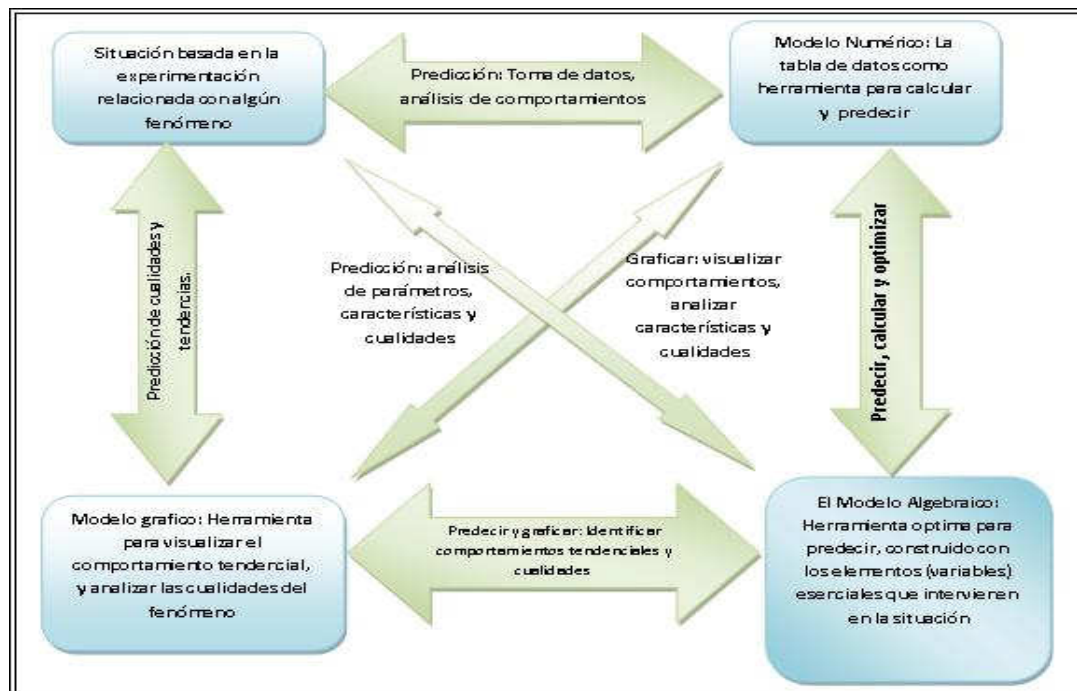 Situación basada en la
experimentación
relacionada con algún
fenómeno
Predicción: Toma de datos,
análisis de comportamientos
Modelo Numérico: La
tabla de datos como
herramienta para calcular
y predecir
Predicción de cualidades y
tendencias.
Predicción: análisis
de parámetros,
características y
cualidades
Graficar: visualizar
comportamientos,
analizar
características y
cualidades
Predecir, calcular y optimizar
Modelo grafico: Herramienta
para visualizar el
comportamiento tendencial,
y analizar las cualidades del
fenómeno
Predecir y graficar: Identificar
comportamientos tendenciales y
cualidades
El Modelo Algebraico:
Herramienta optima para
predecir, construido con
los elementos (variables)
esenciales que intervieren
en la situación